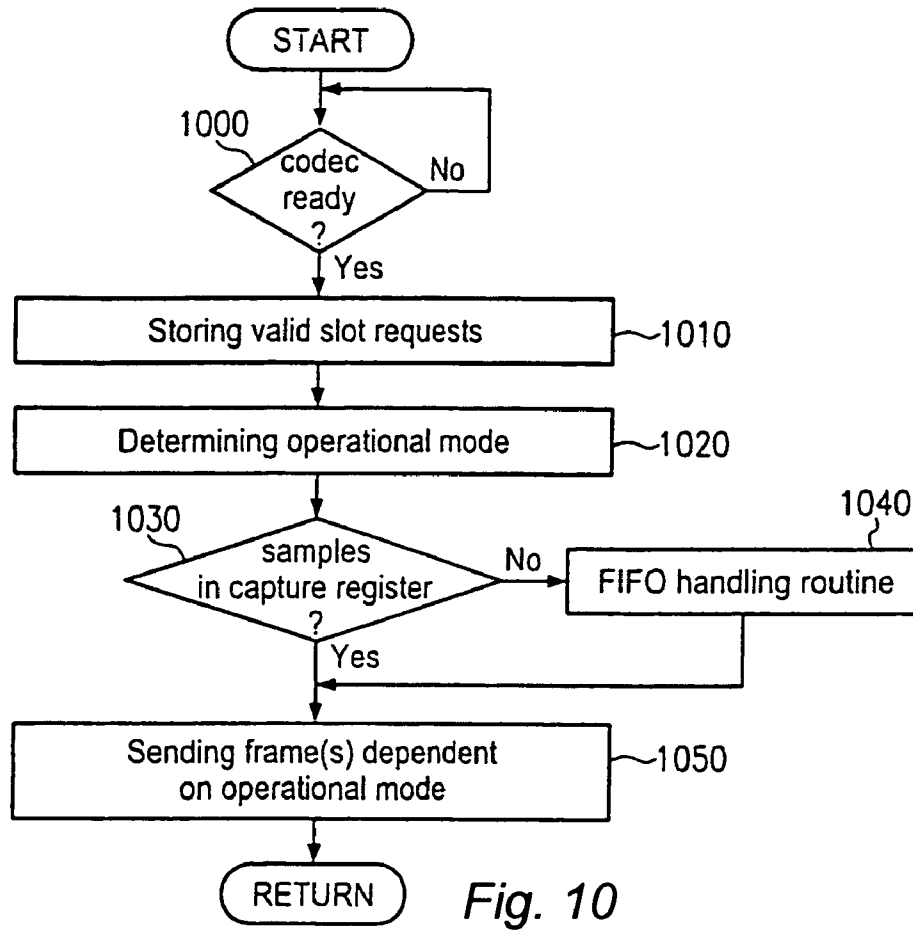 START
1000
codec
ready
?
No
Yes
Storing valid slot requests
1010
Determining operational mode
1020
1030
samples
in capture register
?
No
1040
FIFO handling routine
Yes
Sending frame(s) dependent
on operational mode
1050
RETURN
Fig. 10